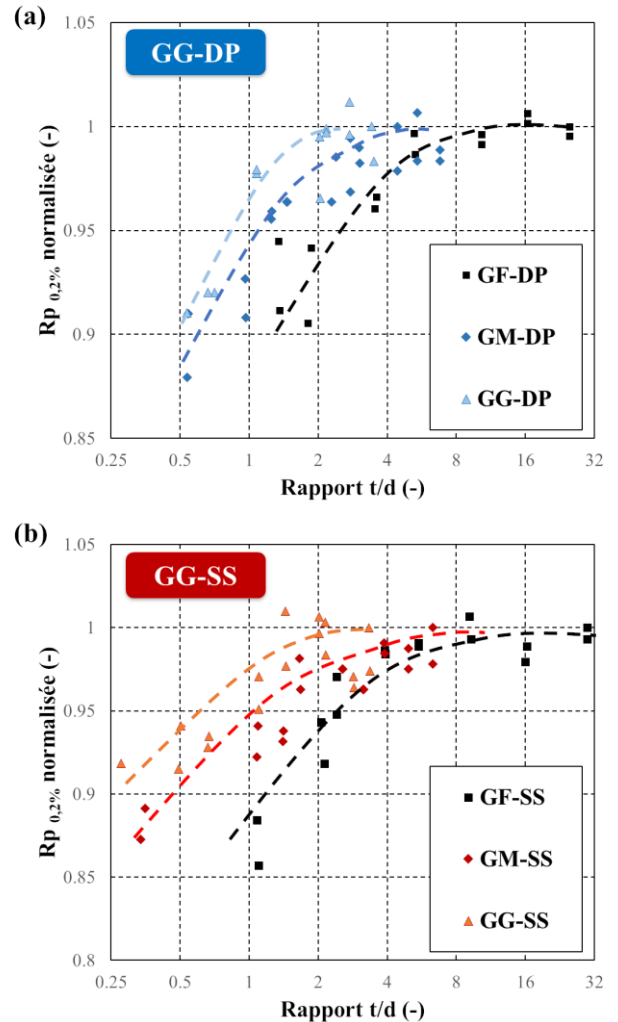 (a)
GG-DP
1.05
1
0.95
0.9
0.85
Rp 0,2% normalisée (-)
0.25 0.5 1 2 4 8 16 32
Rapport t/d (-)
GF-DP
GM-DP
GG-DP
(b)
GG-SS
1.05
1
0.95
0.9
0.85
0.8
Rp 0,2% normalisée (-)
0.25 0.5 1 2 4 8 16 32
Rapport t/d (-)
GF-SS
GM-SS
GG-SS